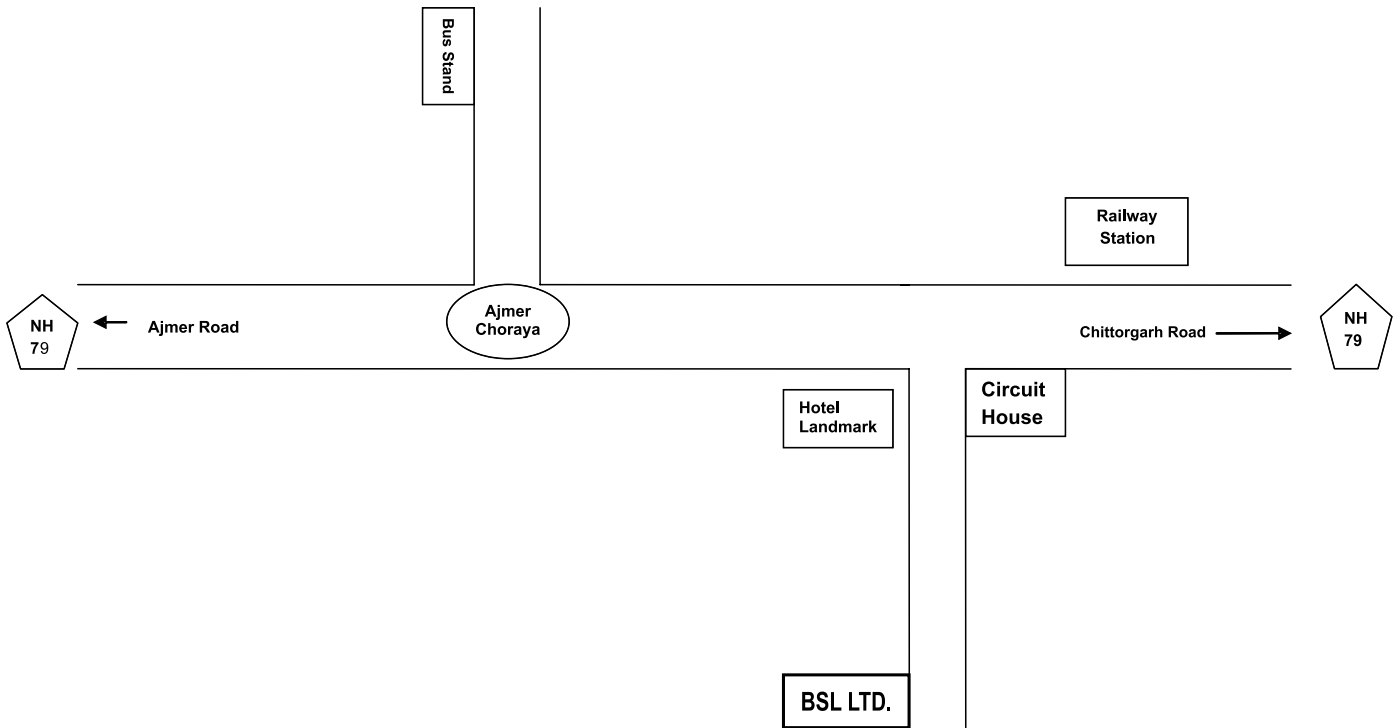 Bus Stand
Railway
Station
NH
79
Ajmer Road
Ajmer
Choraya
Chittorgarh Road
NH
79
Hotel
Landmark
Circuit
House
BSL LTD.